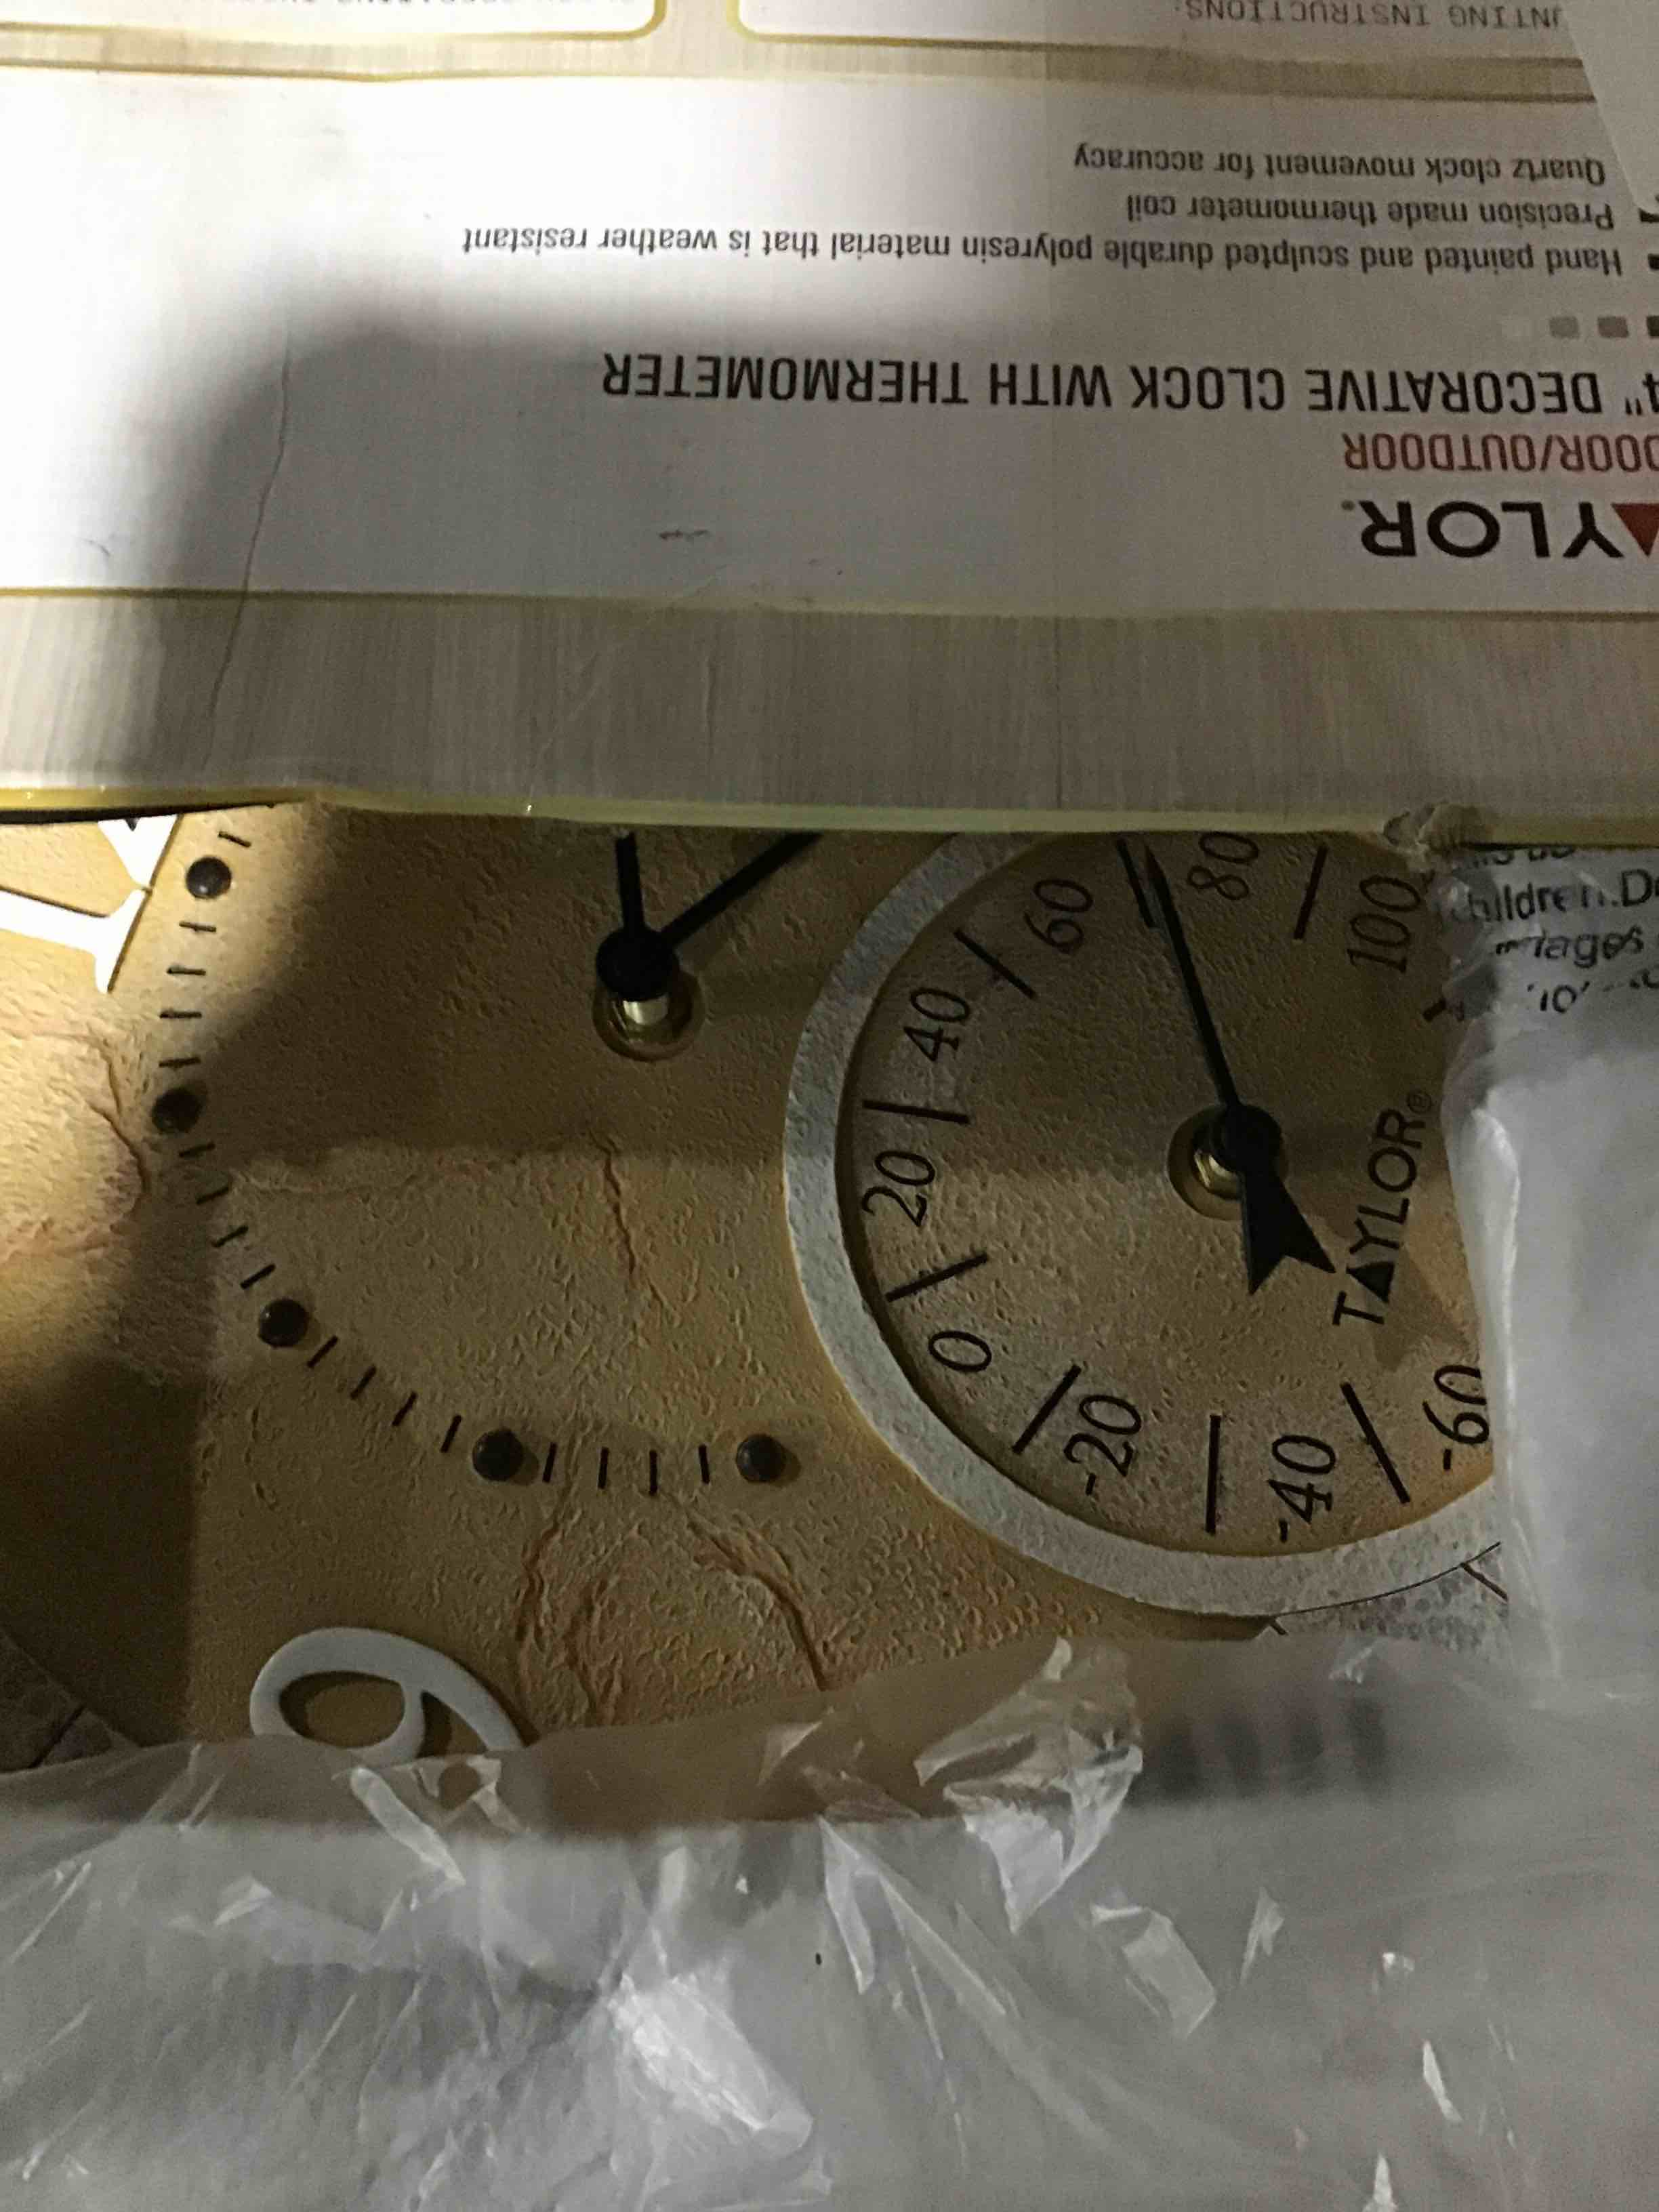 YLOR®
OOR/OUTDOOR
4" DECORATIVE CLOCK WITH THERMOMETER
Hand painted and sculpted durable polyresin material that is weather resistant
Precision made thermometer coil
Quartz clock movement for accuracy
NTING INSTRUCTIONS:
-60
-40
-20
0
20
40
60
80
100
TAYLOR®
6